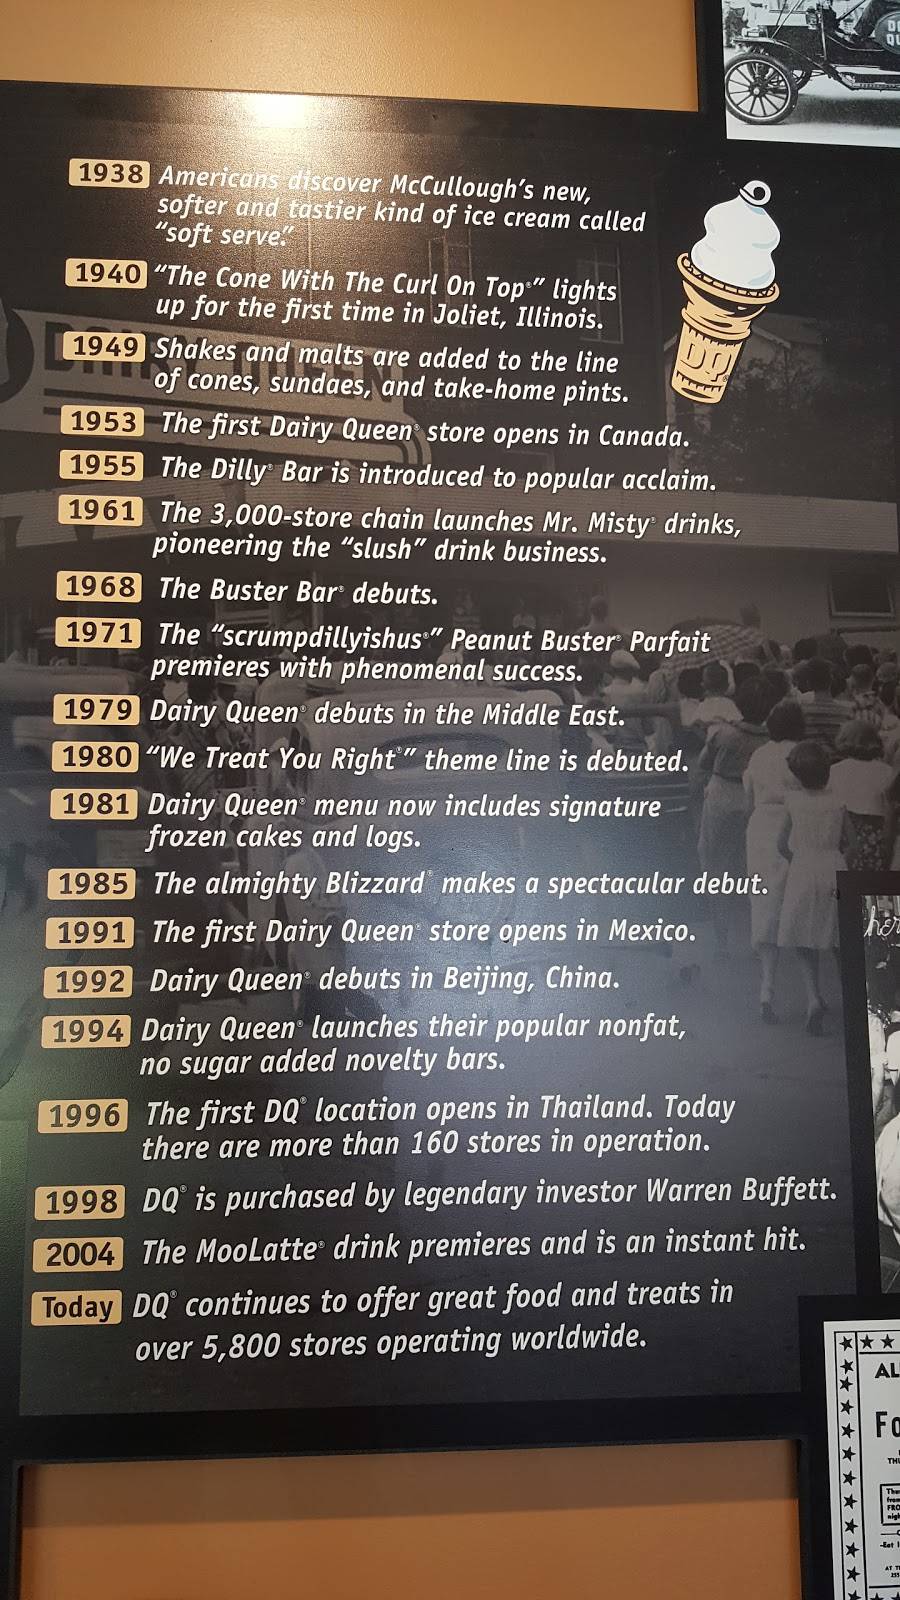 1938 Americans discover McCullough's new,
softer and tastier kind of ice cream called
"soft serve."
1940 "The Cone With The Curl On Top®" lights
up for the first time in Joliet, Illinois.
1949 Shakes and malts are added to the line
of cones, sundaes, and take-home pints.
1953 The first Dairy Queen® store opens in Canada.
1955 The Dilly® Bar is introduced to popular acclaim.
1961 The 3,000-store chain launches Mr. Misty® drinks,
pioneering the "slush" drink business.
1968 The Buster Bar® debuts.
1971 The "scrumpdillyishus®" Peanut Buster® Parfait
premieres with phenomenal success.
1979 Dairy Queen® debuts in the Middle East.
1980 "We Treat You Right®" theme line is debuted.
1981 Dairy Queen® menu now includes signature
frozen cakes and logs.
1985 The almighty Blizzard® makes a spectacular debut.
1991 The first Dairy Queen® store opens in Mexico.
1992 Dairy Queen® debuts in Beijing, China.
1994 Dairy Queen® launches their popular nonfat,
no sugar added novelty bars.
1996 The first DQ® location opens in Thailand. Today
there are more than 160 stores in operation.
1998 DQ® is purchased by legendary investor Warren Buffett.
2004 The MooLatte® drink premieres and is an instant hit.
Today DQ® continues to offer great food and treats in
over 5,800 stores operating worldwide.
DQ®
DAIRY QUEEN
her
AL
Fo